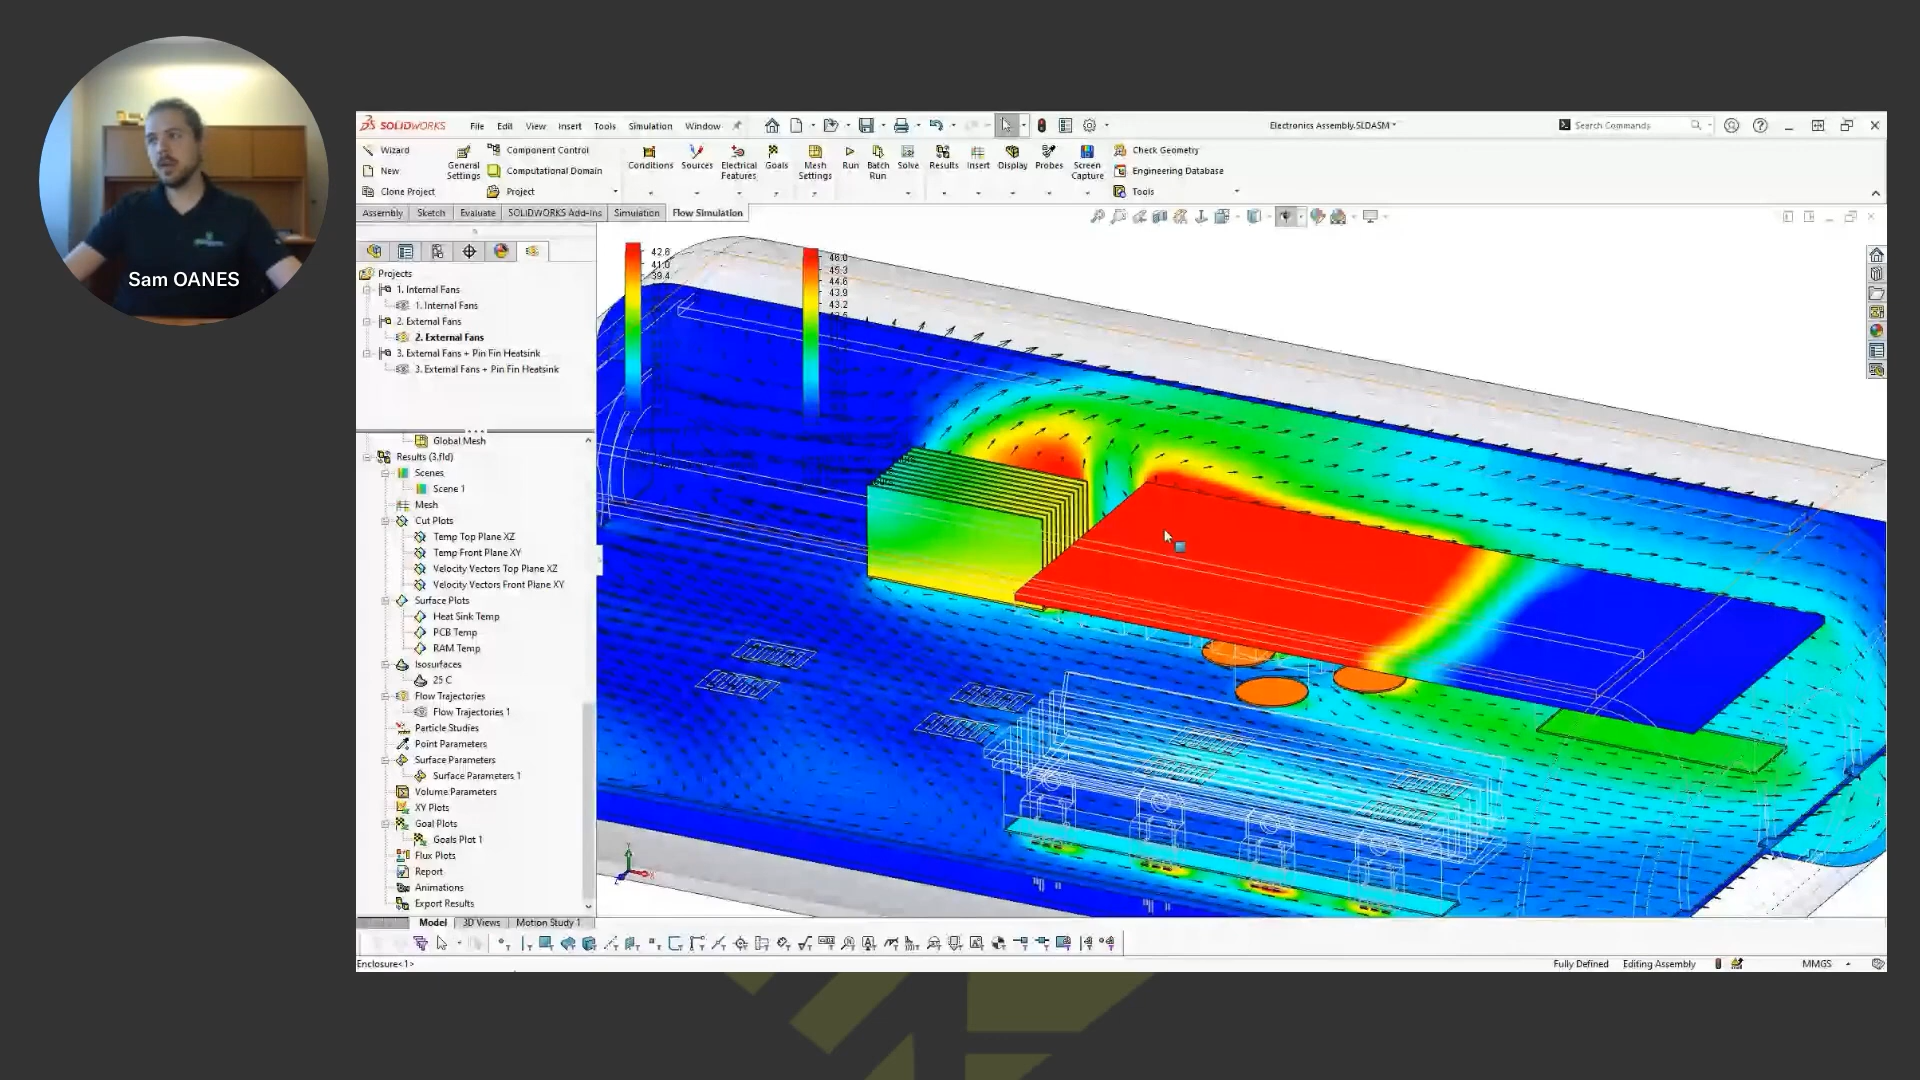 Sam OANES
SOLIDWORKS
File Edit View Insert Tools Simulation Window
Electronics Assembly.SLDASM *
Search Commands
Wizard
New
Clone Project
General Settings
Component Control
Computational Domain
Project
Conditions
Sources
Electrical Features
Goals
Mesh Settings
Run
Batch Run
Solve
Results
Insert
Display
Probes
Screen Capture
Check Geometry
Engineering Database
Tools
Assembly Sketch Evaluate SOLIDWORKS Add-Ins Simulation Flow Simulation
Projects
1. Internal Fans
1. Internal Fans
2. External Fans
2. External Fans
3. External Fans + Pin Fin Heatsink
3. External Fans + Pin Fin Heatsink
Global Mesh
Results (3.fld)
Scenes
Scene 1
Mesh
Cut Plots
Temp Top Plane XZ
Temp Front Plane XY
Velocity Vectors Top Plane XZ
Velocity Vectors Front Plane XY
Surface Plots
Heat Sink Temp
PCB Temp
RAM Temp
Isosurfaces
25 C
Flow Trajectories
Flow Trajectories 1
Particle Studies
Point Parameters
Surface Parameters
Surface Parameters 1
Volume Parameters
XY Plots
Goal Plots
Goals Plot 1
Flux Plots
Report
Animations
Export Results
42.6
41.0
39.4
46.0
45.3
44.6
43.9
43.2
Model 3D Views Motion Study 1
Enclosure<1>
Fully Defined Editing Assembly MMGS